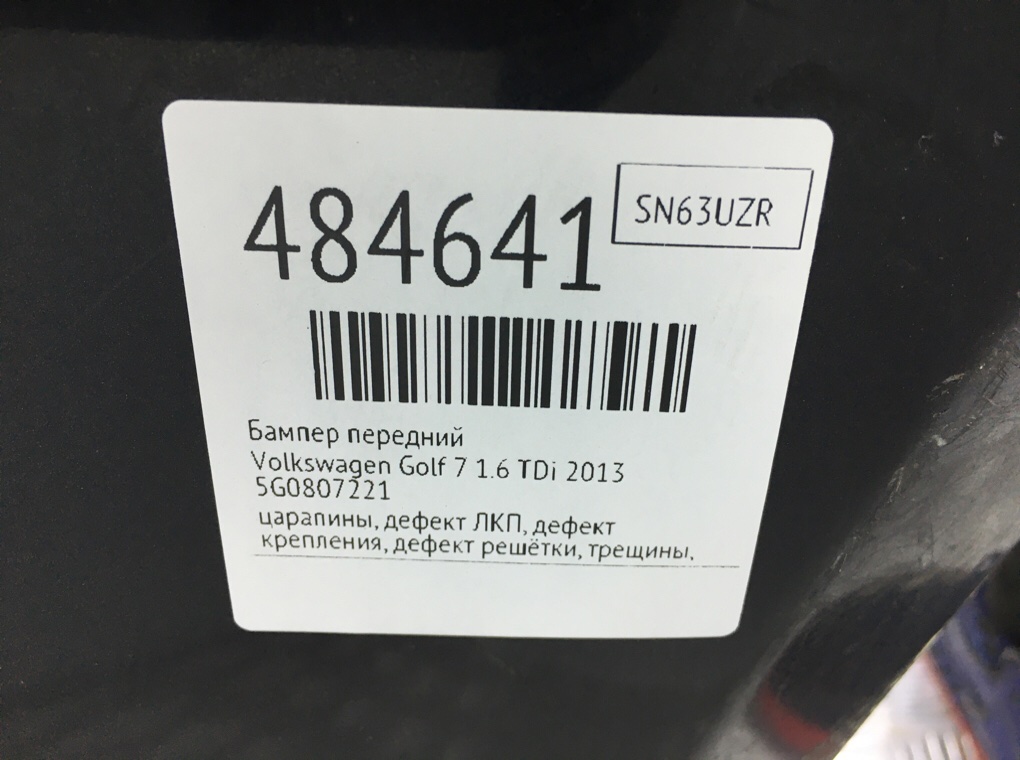 484641
SN63UZR
Бампер передний
Volkswagen Golf 7 1.6 TDi 2013
5G0807221
царапины, дефект ЛКП, дефект
крепления, дефект решётки, трещины.